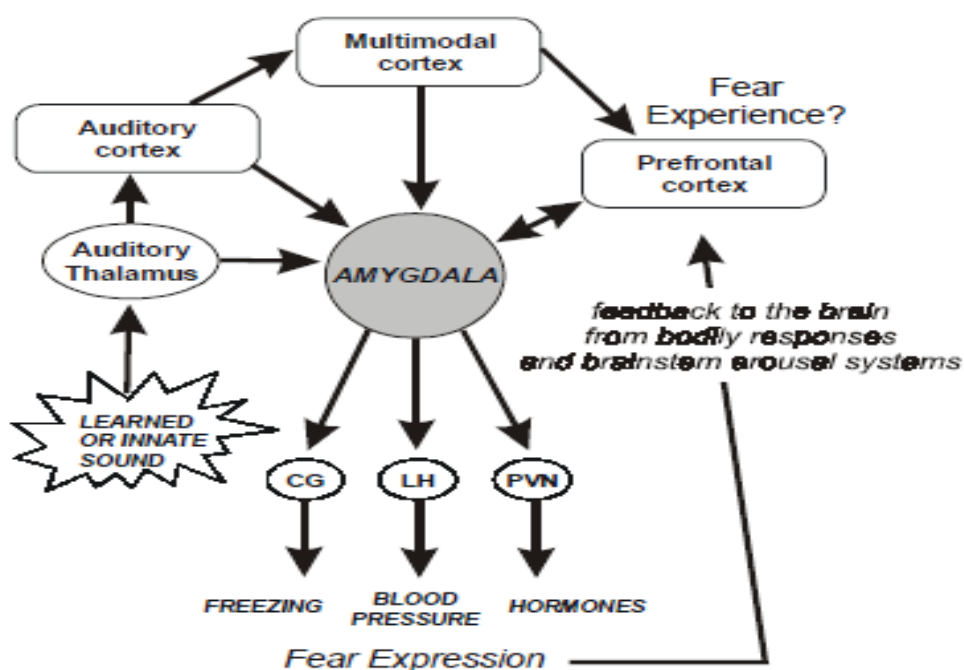 Multimodal
cortex
Fear
Experience?
Auditory
cortex
Prefrontal
cortex
Auditory
Thalamus
AMYGDALA
feedback to the brain
from bodily responses
and brainstem arousal systems
LEARNED
OR INNATE
SOUND
CG
LH
PVN
FREEZING
BLOOD
PRESSURE
HORMONES
Fear Expression